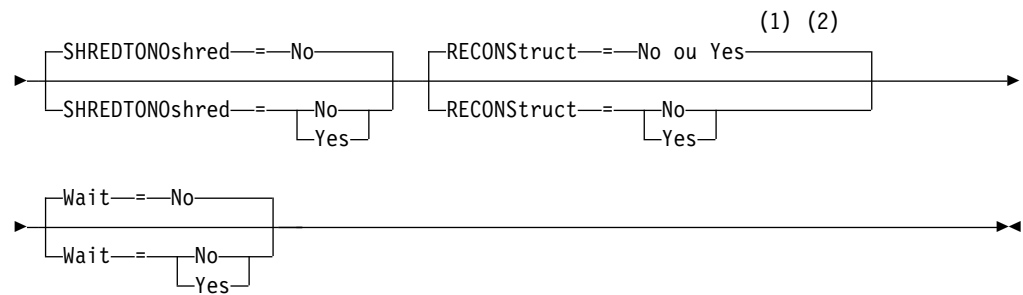 (1) (2)
SHREDTONOshred = No RECONStruct = No ou Yes
SHREDTONOshred = No RECONStruct = No
Yes Yes
Wait = No
Wait = No
Yes